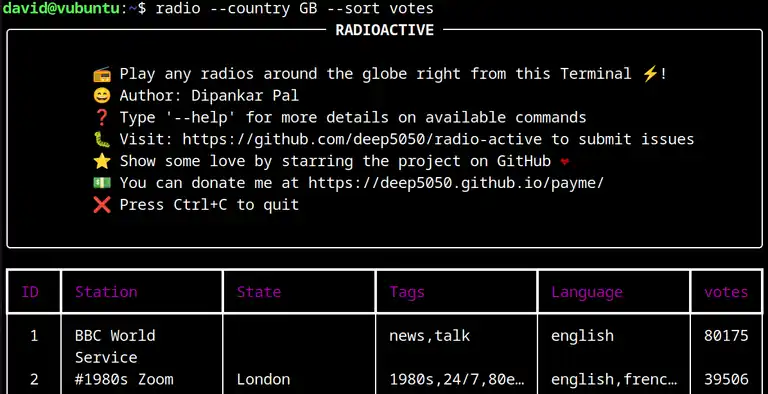 david@vubuntu:~$ radio --country GB --sort votes
RADIOACTIVE
📻 Play any radios around the globe right from this Terminal ⚡!
😄 Author: Dipankar Pal
❓ Type '--help' for more details on available commands
🐛 Visit: https://github.com/deep5050/radio-active to submit issues
⭐ Show some love by starring the project on GitHub ❤
💵 You can donate me at https://deep5050.github.io/payme/
❌ Press Ctrl+C to quit
ID Station State Tags Language votes
1 BBC World news,talk english 80175
Service
2 #1980s Zoom London 1980s,24/7,80e… english,frenc… 39506